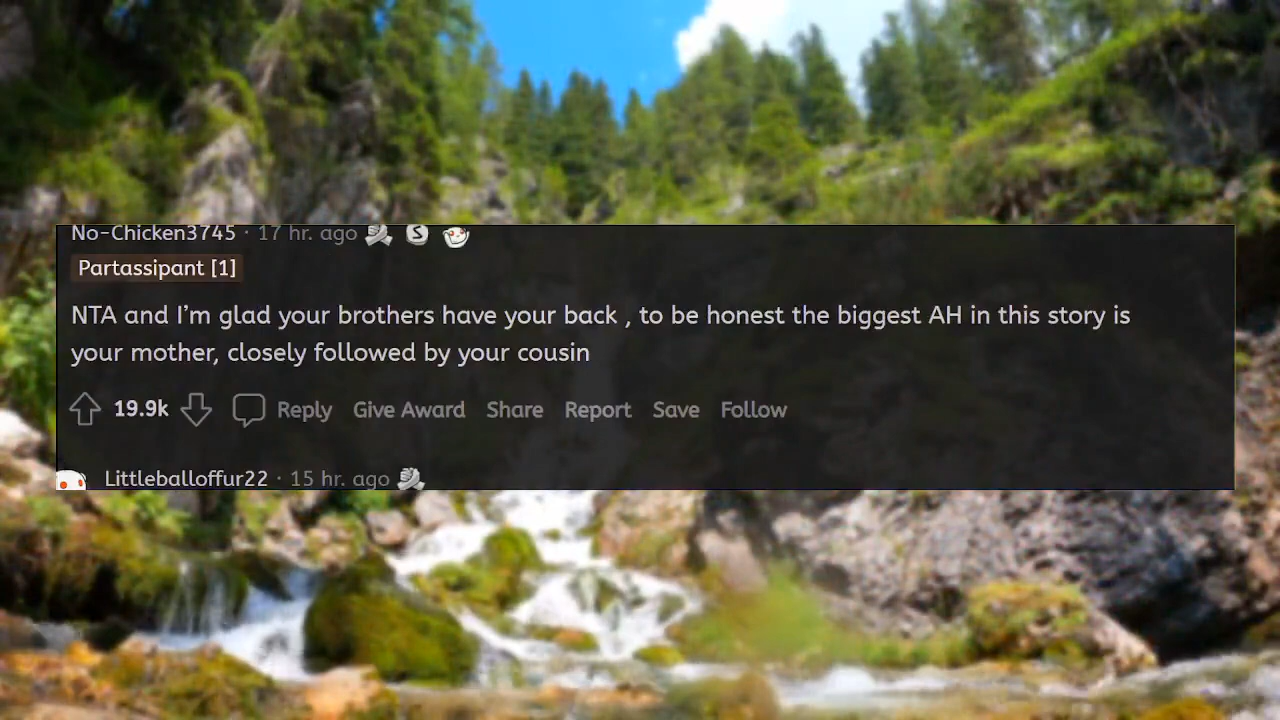 No-Chicken3745 · 17 hr. ago
Partassipant [1]
NTA and I’m glad your brothers have your back , to be honest the biggest AH in this story is
your mother, closely followed by your cousin
19.9k Reply Give Award Share Report Save Follow
Littleballoffur22 · 15 hr. ago